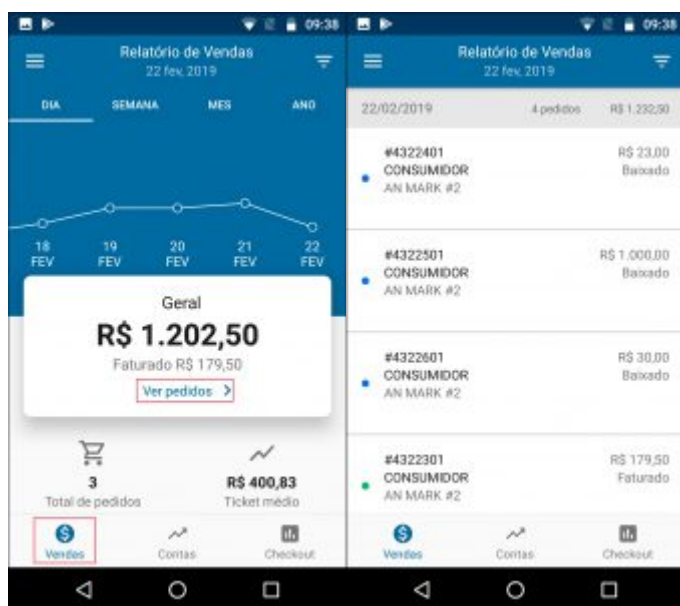 09:38
Relatório de Vendas
22 fev, 2019
DIA SEMANA MES ANO
18 19 20 21 22
FEV FEV FEV FEV FEV
Geral
R$ 1.202,50
Faturado R$ 179,50
Ver pedidos
3 R$ 400,83
Total de pedidos Ticket médio
Vendas Contas Checkout
09:38
Relatório de Vendas
22 fev, 2019
22/02/2019 4 pedidos R$ 1.232,50
#4322401 R$ 23,00
CONSUMIDOR Baixado
AN MARK #2
#4322501 R$ 1.000,00
CONSUMIDOR Baixado
AN MARK #2
#4322601 R$ 30,00
CONSUMIDOR Baixado
AN MARK #2
#4322301 R$ 179,50
CONSUMIDOR Faturado
AN MARK #2
Vendas Contas Checkout